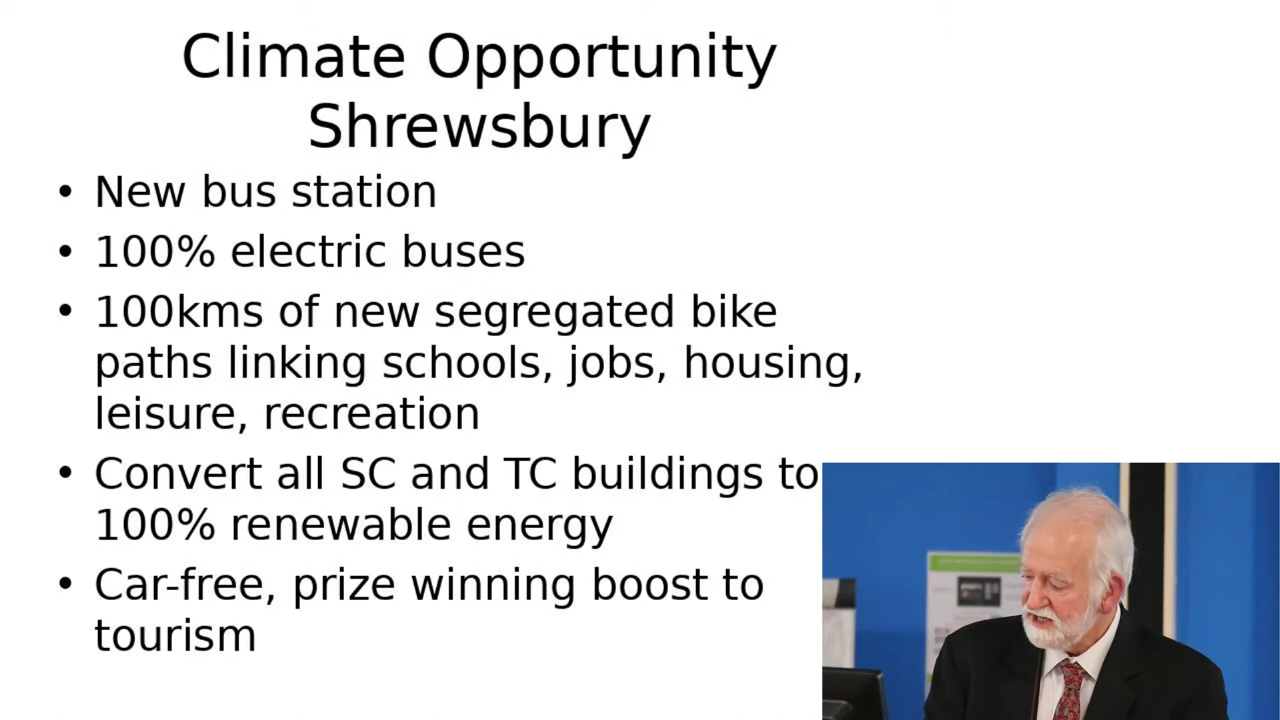 Climate Opportunity
Shrewsbury
• New bus station
• 100% electric buses
• 100kms of new segregated bike
paths linking schools, jobs, housing,
leisure, recreation
• Convert all SC and TC buildings to
100% renewable energy
• Car-free, prize winning boost to
tourism